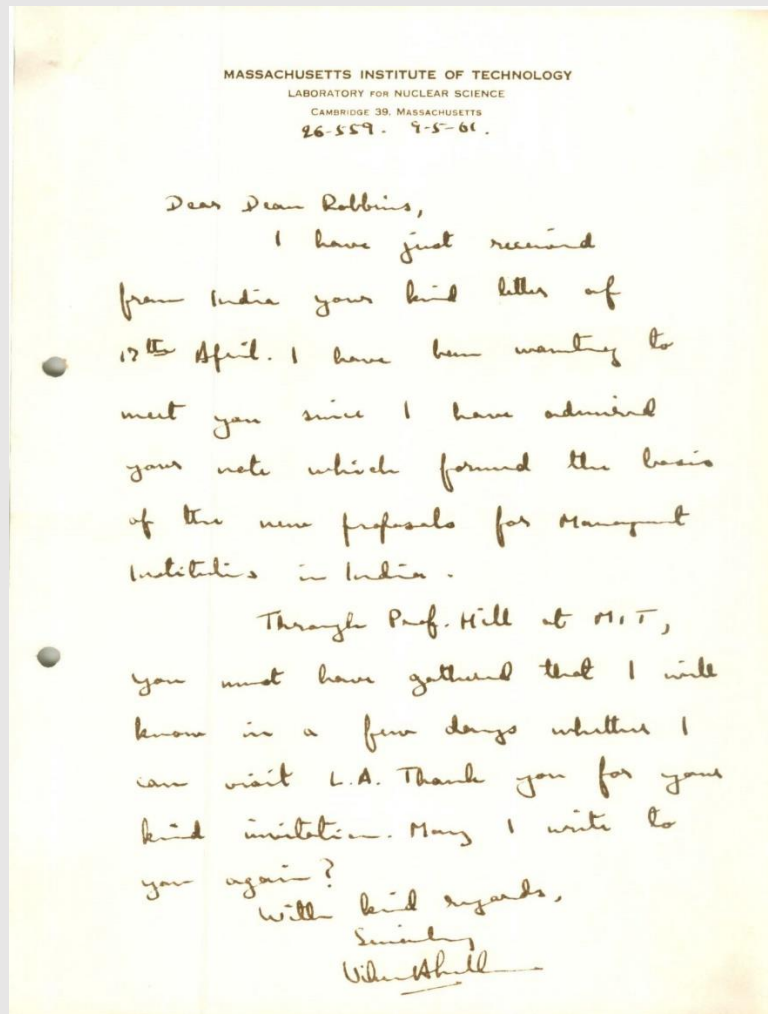 MASSACHUSETTS INSTITUTE OF TECHNOLOGY
LABORATORY FOR NUCLEAR SCIENCE
CAMBRIDGE 39, MASSACHUSETTS
26-559. 9-5-61.
Dear Dean Robbins,
I have just received
from India your kind letter of
17th April. I have been wanting to
meet you since I have admired
your note which formed the basis
of the new proposals for Management
Institutes in India.
Through Prof. Hill at MIT,
you must have gathered that I will
know in a few days whether I
can visit L.A. Thank you for your
kind invitation. May I write to
you again?
With kind regards,
Sincerely